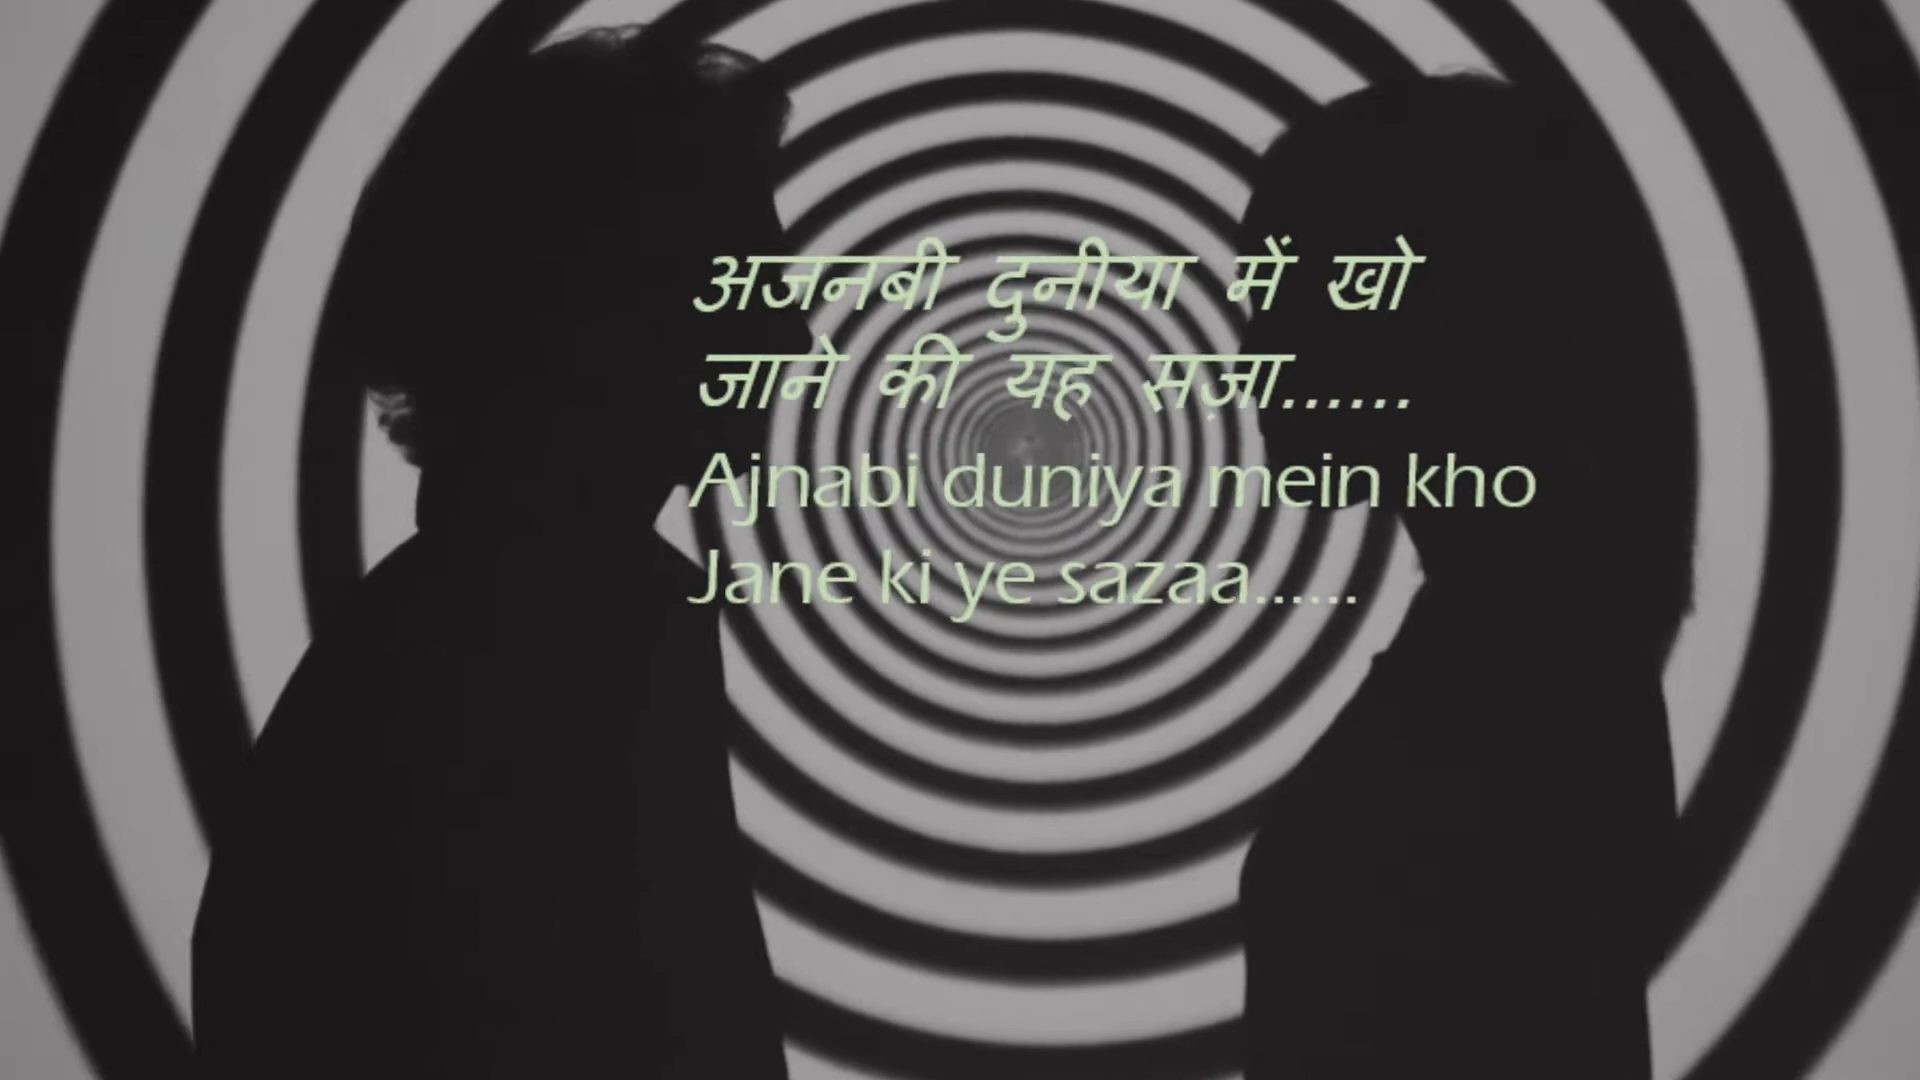 अजनबी दुनीया में खो
जाने की यह सज़ा......
Ajnabi duniya mein kho
Jane ki ye sazaa......